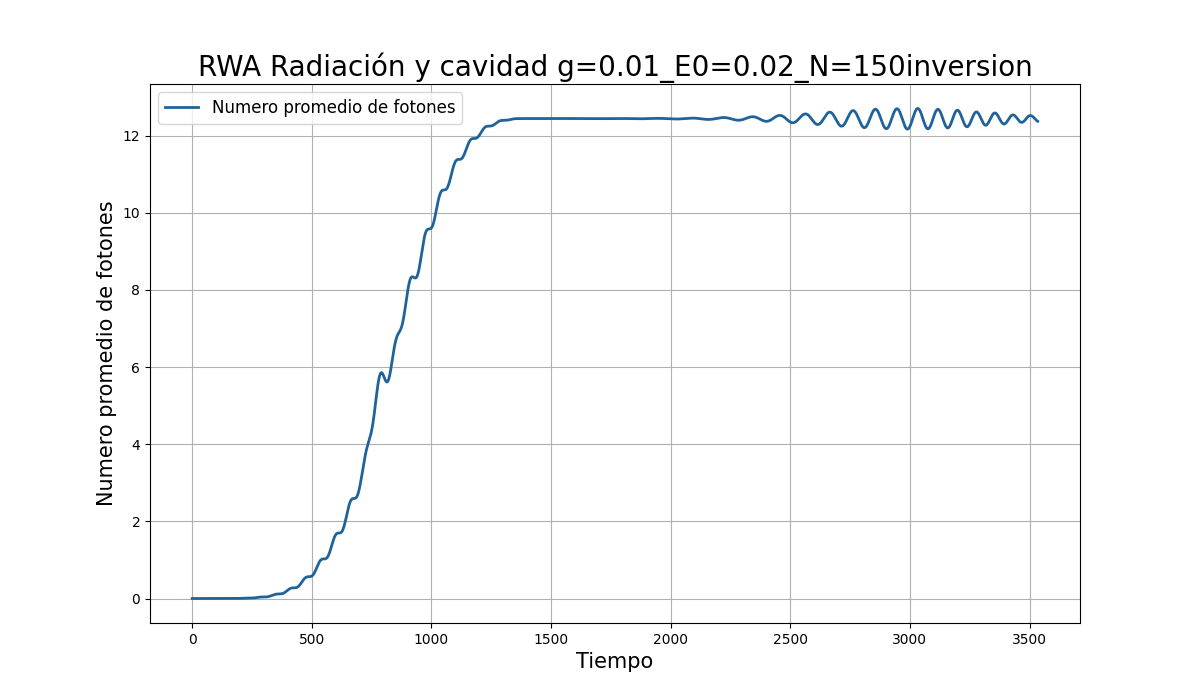 RWA Radiación y cavidad g=0.01_E0=0.02_N=150inversion
Numero promedio de fotones
Numero promedio de fotones
12
10
8
6
4
2
0
0 500 1000 1500 2000 2500 3000 3500
Tiempo